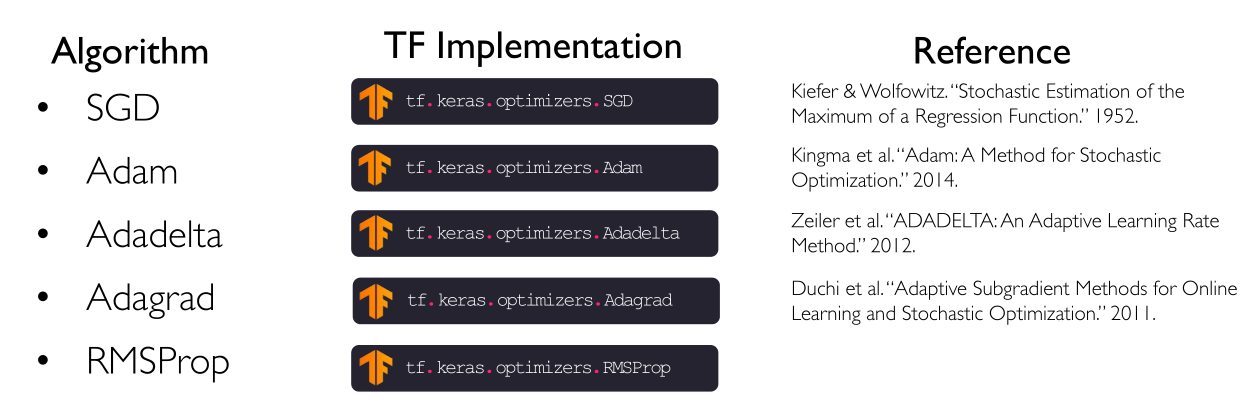 Algorithm
TF Implementation
Reference
• SGD
tf.keras.optimizers.SGD
Kiefer & Wolfowitz. “Stochastic Estimation of the
Maximum of a Regression Function.” 1952.
• Adam
tf.keras.optimizers.Adam
Kingma et al. “Adam: A Method for Stochastic
Optimization.” 2014.
• Adadelta
tf.keras.optimizers.Adadelta
Zeiler et al. “ADADELTA: An Adaptive Learning Rate
Method.” 2012.
• Adagrad
tf.keras.optimizers.Adagrad
Duchi et al. “Adaptive Subgradient Methods for Online
Learning and Stochastic Optimization.” 2011.
• RMSProp
tf.keras.optimizers.RMSProp